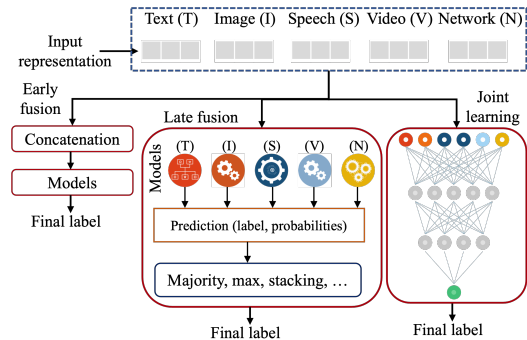 Text (T) Image (I) Speech (S) Video (V) Network (N)
Input
representation
Early
fusion
Late fusion
Joint
learning
Concatenation
Models
Final label
Models
(T) (I) (S) (V) (N)
Prediction (label, probabilities)
Majority, max, stacking, ...
Final label
Final label